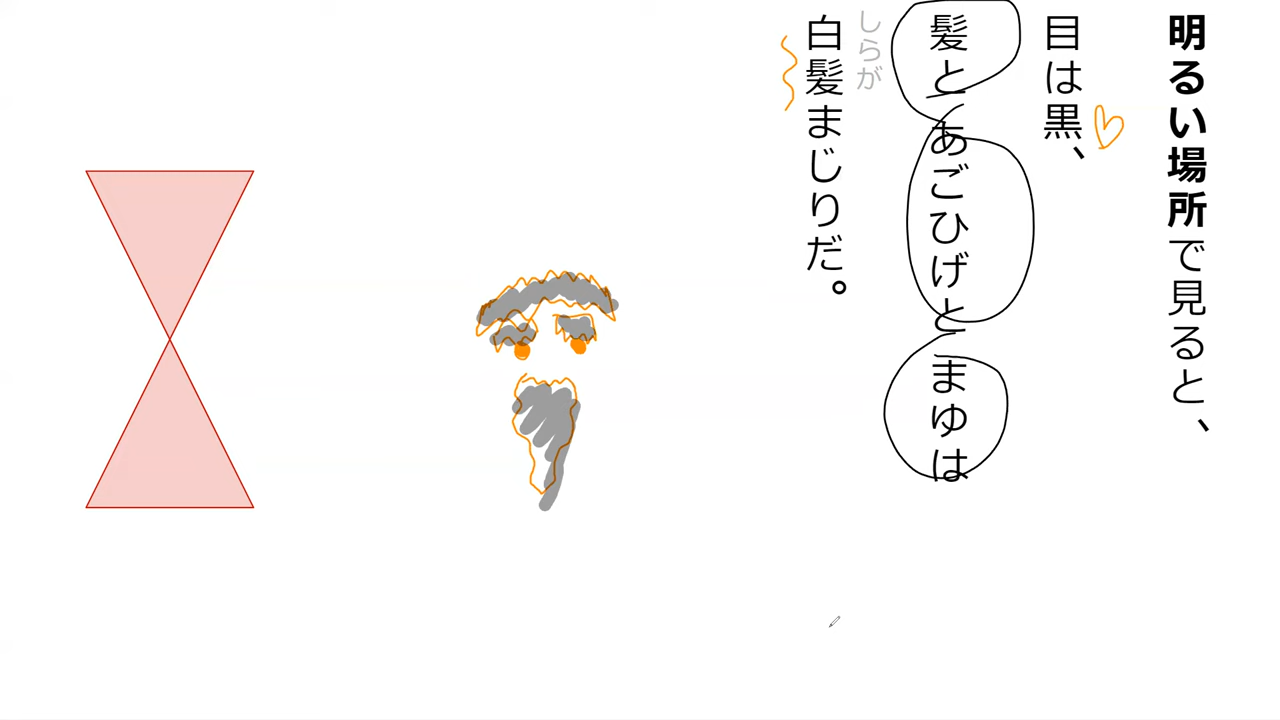 明るい場所で見ると、
目は黒、
髪とあごひげとまゆは
しらが
白髪まじりだ。